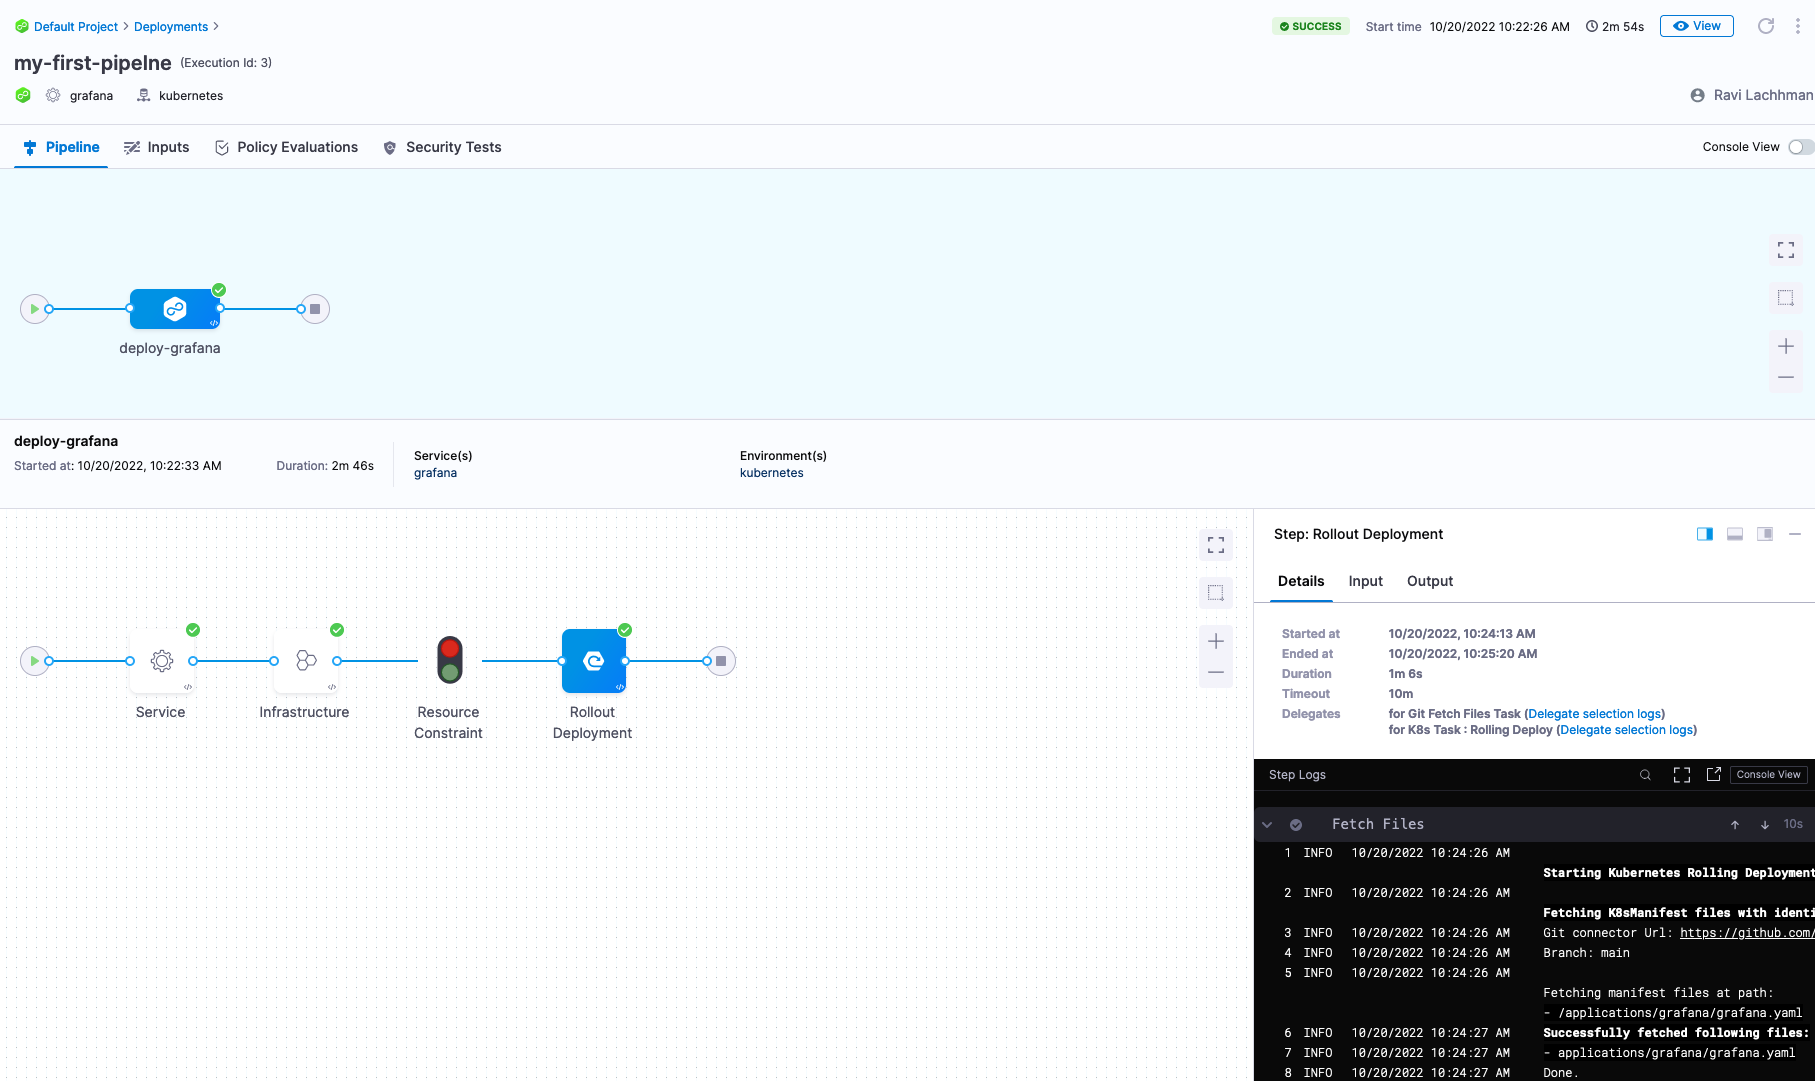 Default Project > Deployments >
SUCCESS Start time 10/20/2022 10:22:26 AM 2m 54s View
my-first-pipelne (Execution Id: 3)
grafana kubernetes
Ravi Lachhman
Pipeline Inputs Policy Evaluations Security Tests
Console View
deploy-grafana
deploy-grafana
Started at: 10/20/2022, 10:22:33 AM Duration: 2m 46s
Service(s)
grafana
Environment(s)
kubernetes
Service
Infrastructure
Resource
Constraint
Rollout
Deployment
Step: Rollout Deployment
Details Input Output
Started at 10/20/2022, 10:24:13 AM
Ended at 10/20/2022, 10:25:20 AM
Duration 1m 6s
Timeout 10m
Delegates for Git Fetch Files Task (Delegate selection logs)
for K8s Task : Rolling Deploy (Delegate selection logs)
Step Logs Console View
Fetch Files 10s
1 INFO 10/20/2022 10:24:26 AM
Starting Kubernetes Rolling Deployment
2 INFO 10/20/2022 10:24:26 AM
Fetching K8sManifest files with identi
3 INFO 10/20/2022 10:24:26 AM Git connector Url: https://github.com/
4 INFO 10/20/2022 10:24:26 AM Branch: main
5 INFO 10/20/2022 10:24:26 AM
Fetching manifest files at path:
- /applications/grafana/grafana.yaml
6 INFO 10/20/2022 10:24:27 AM Successfully fetched following files:
7 INFO 10/20/2022 10:24:27 AM - applications/grafana/grafana.yaml
8 INFO 10/20/2022 10:24:27 AM Done.